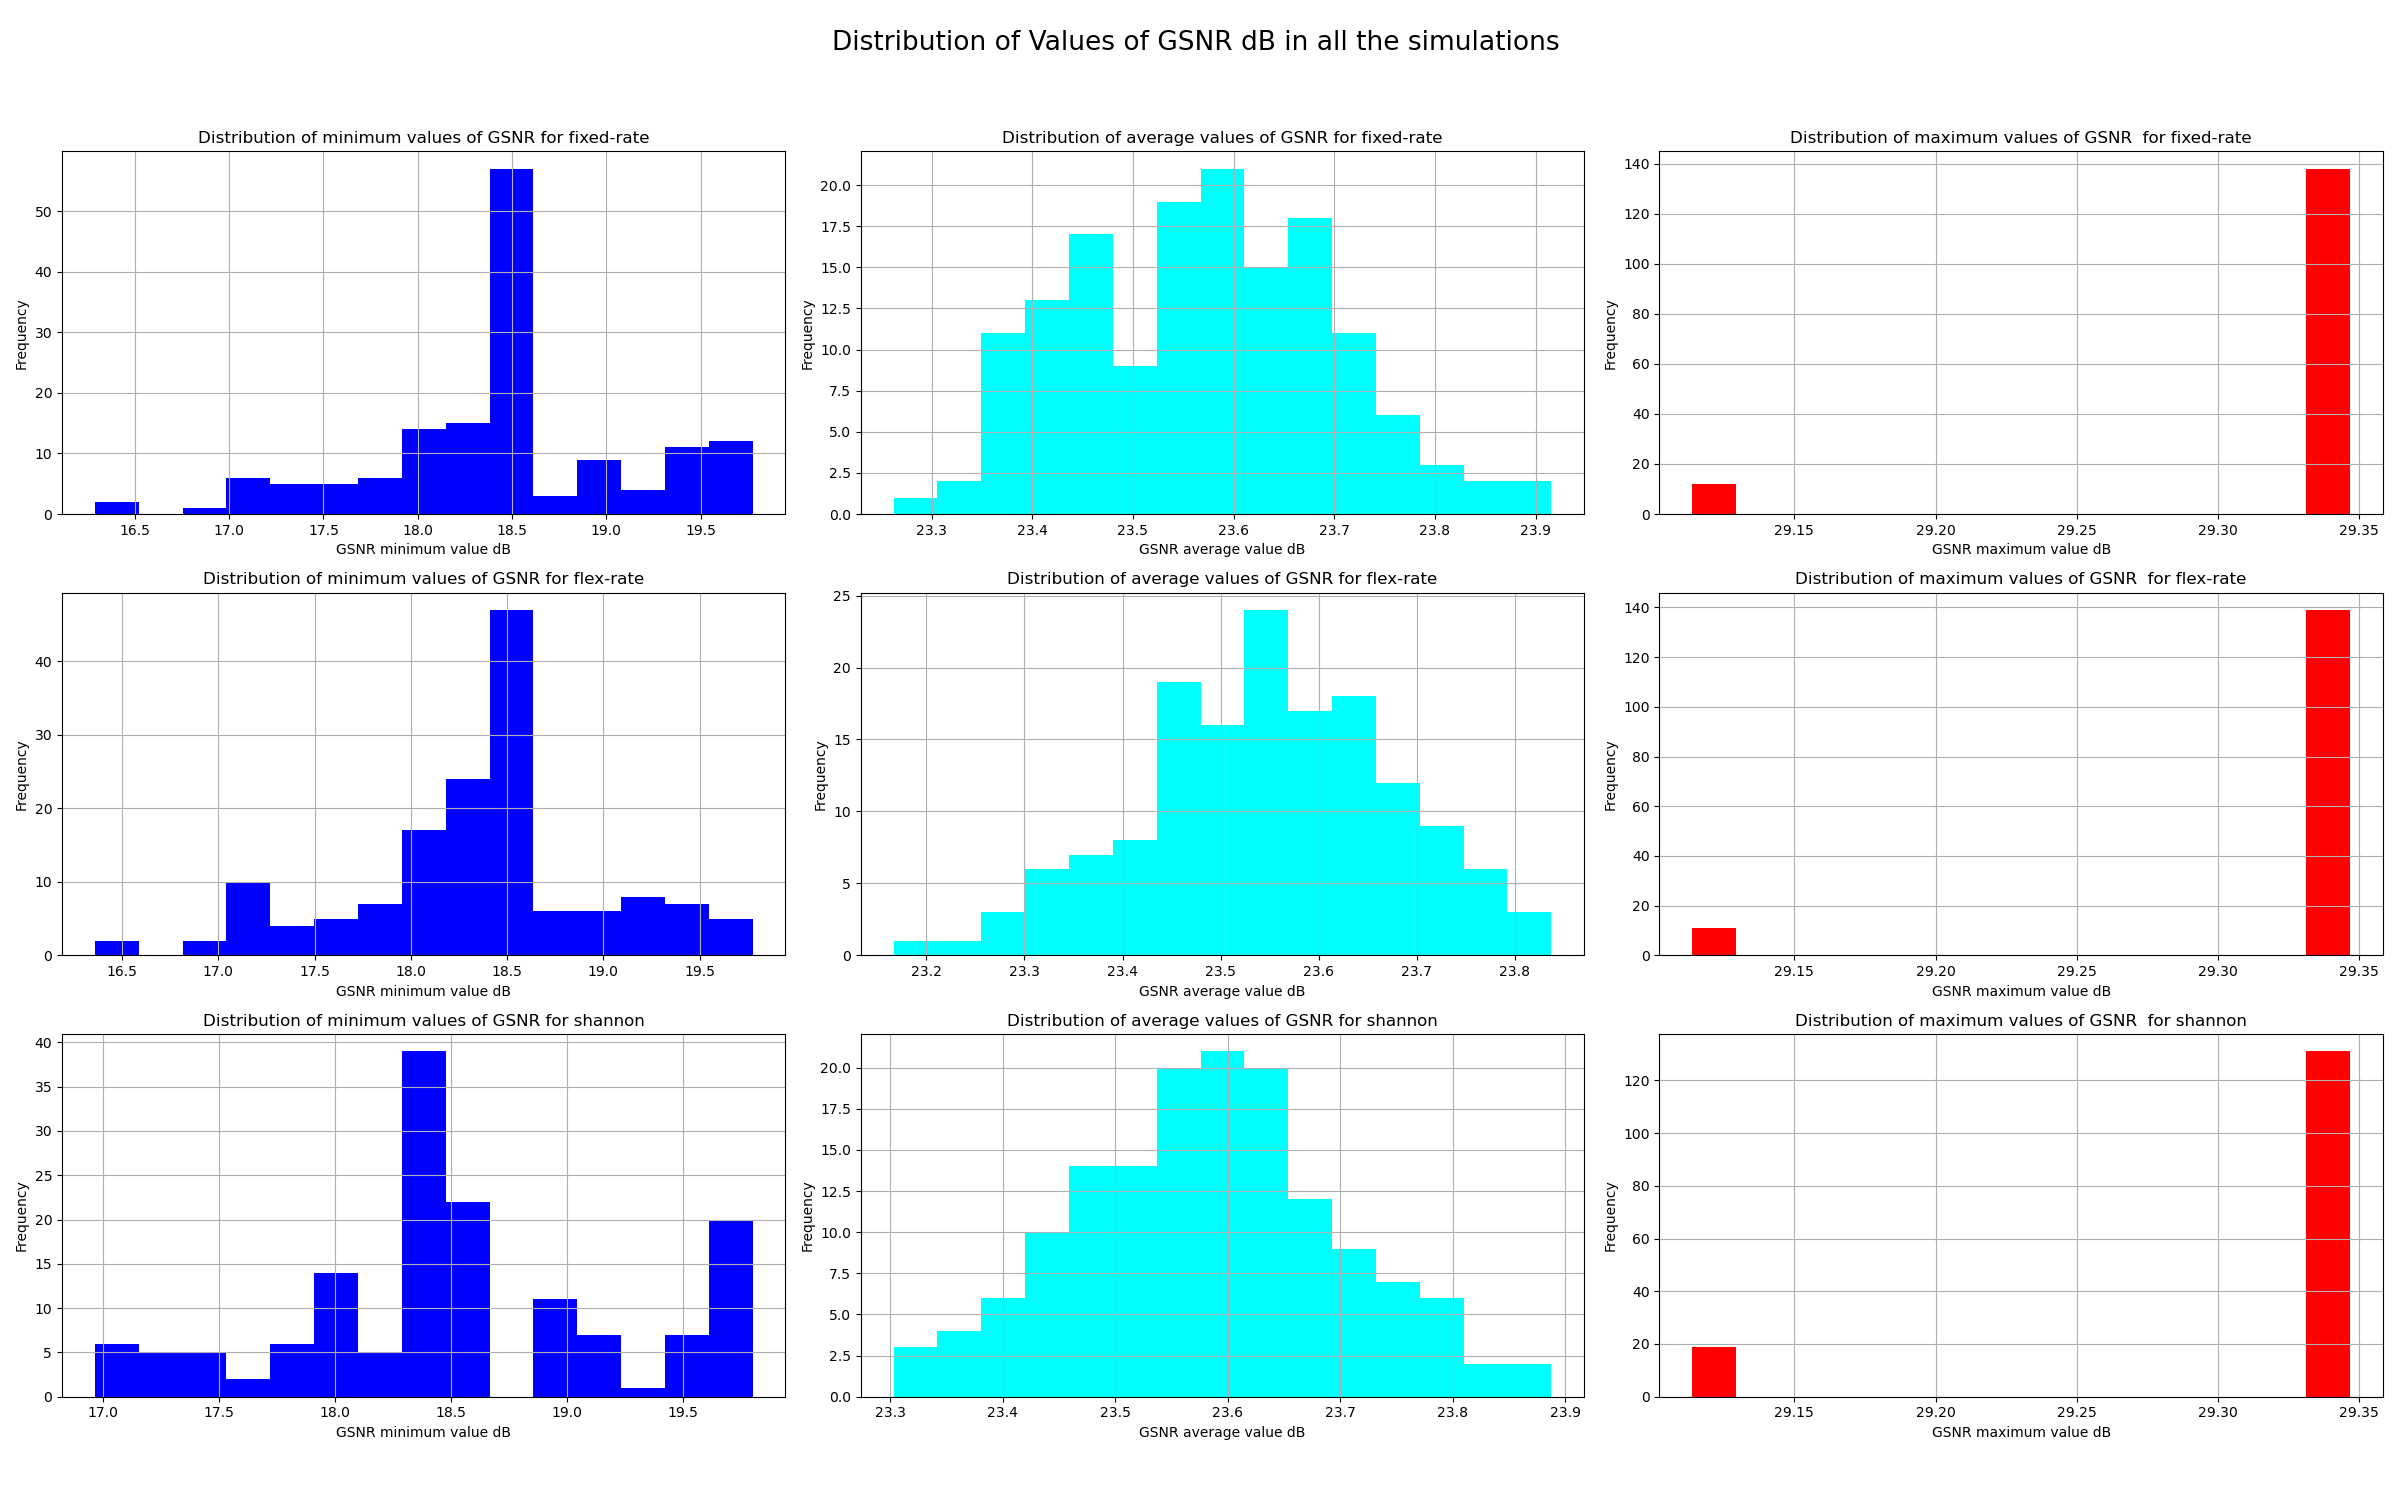 Distribution of Values of GSNR dB in all the simulations
Distribution of minimum values of GSNR for fixed-rate
Frequency
50
40
30
20
10
0
16.5 17.0 17.5 18.0 18.5 19.0 19.5
GSNR minimum value dB
Distribution of average values of GSNR for fixed-rate
Frequency
20.0
17.5
15.0
12.5
10.0
7.5
5.0
2.5
0.0
23.3 23.4 23.5 23.6 23.7 23.8 23.9
GSNR average value dB
Distribution of maximum values of GSNR  for fixed-rate
Frequency
140
120
100
80
60
40
20
0
29.15 29.20 29.25 29.30 29.35
GSNR maximum value dB
Distribution of minimum values of GSNR for flex-rate
Frequency
40
30
20
10
0
16.5 17.0 17.5 18.0 18.5 19.0 19.5
GSNR minimum value dB
Distribution of average values of GSNR for flex-rate
Frequency
25
20
15
10
5
0
23.2 23.3 23.4 23.5 23.6 23.7 23.8
GSNR average value dB
Distribution of maximum values of GSNR  for flex-rate
Frequency
140
120
100
80
60
40
20
0
29.15 29.20 29.25 29.30 29.35
GSNR maximum value dB
Distribution of minimum values of GSNR for shannon
Frequency
40
35
30
25
20
15
10
5
0
17.0 17.5 18.0 18.5 19.0 19.5
GSNR minimum value dB
Distribution of average values of GSNR for shannon
Frequency
20.0
17.5
15.0
12.5
10.0
7.5
5.0
2.5
0.0
23.3 23.4 23.5 23.6 23.7 23.8 23.9
GSNR average value dB
Distribution of maximum values of GSNR  for shannon
Frequency
120
100
80
60
40
20
0
29.15 29.20 29.25 29.30 29.35
GSNR maximum value dB